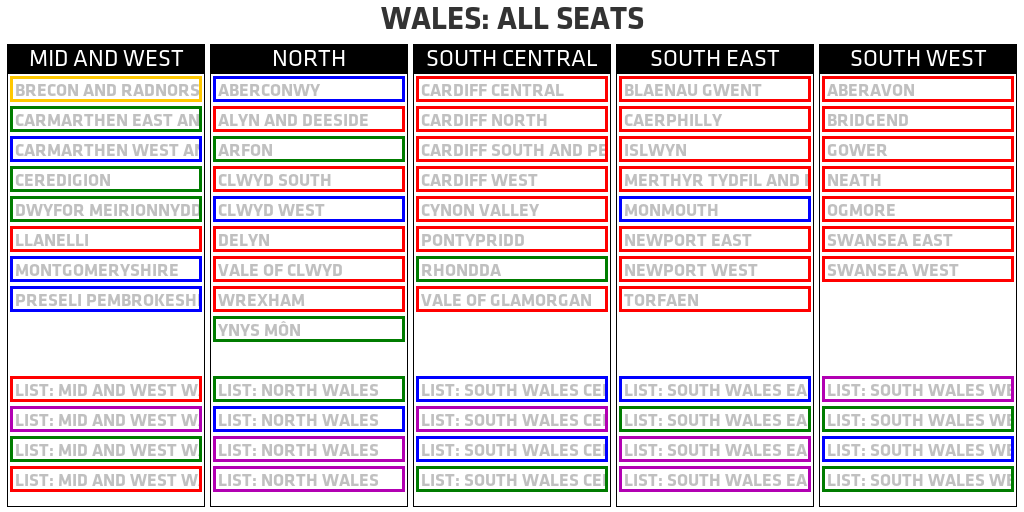 WALES: ALL SEATS
MID AND WEST
BRECON AND RADNORS
CARMARTHEN EAST AN
CARMARTHEN WEST AN
CEREDIGION
DWYFOR MEIRIONNYDD
LLANELLI
MONTGOMERYSHIRE
PRESELI PEMBROKESH
LIST: MID AND WEST W
LIST: MID AND WEST W
LIST: MID AND WEST W
LIST: MID AND WEST W
NORTH
ABERCONWY
ALYN AND DEESIDE
ARFON
CLWYD SOUTH
CLWYD WEST
DELYN
VALE OF CLWYD
WREXHAM
YNYS MÔN
LIST: NORTH WALES
LIST: NORTH WALES
LIST: NORTH WALES
LIST: NORTH WALES
SOUTH CENTRAL
CARDIFF CENTRAL
CARDIFF NORTH
CARDIFF SOUTH AND PE
CARDIFF WEST
CYNON VALLEY
PONTYPRIDD
RHONDDA
VALE OF GLAMORGAN
LIST: SOUTH WALES CE
LIST: SOUTH WALES CE
LIST: SOUTH WALES CE
LIST: SOUTH WALES CE
SOUTH EAST
BLAENAU GWENT
CAERPHILLY
ISLWYN
MERTHYR TYDFIL AND
MONMOUTH
NEWPORT EAST
NEWPORT WEST
TORFAEN
LIST: SOUTH WALES EA
LIST: SOUTH WALES EA
LIST: SOUTH WALES EA
LIST: SOUTH WALES EA
SOUTH WEST
ABERAVON
BRIDGEND
GOWER
NEATH
OGMORE
SWANSEA EAST
SWANSEA WEST
LIST: SOUTH WALES WE
LIST: SOUTH WALES WE
LIST: SOUTH WALES WE
LIST: SOUTH WALES WE